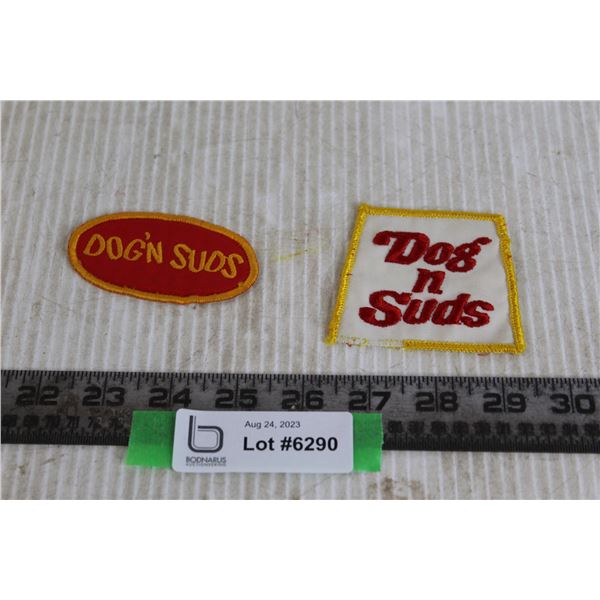 DOG'N SUDS
Dog
n
Suds
22 23 24 25 26 27 28 29 30
Aug 24, 2023
Lot #6290
BODNARUS
AUCTIONEERING